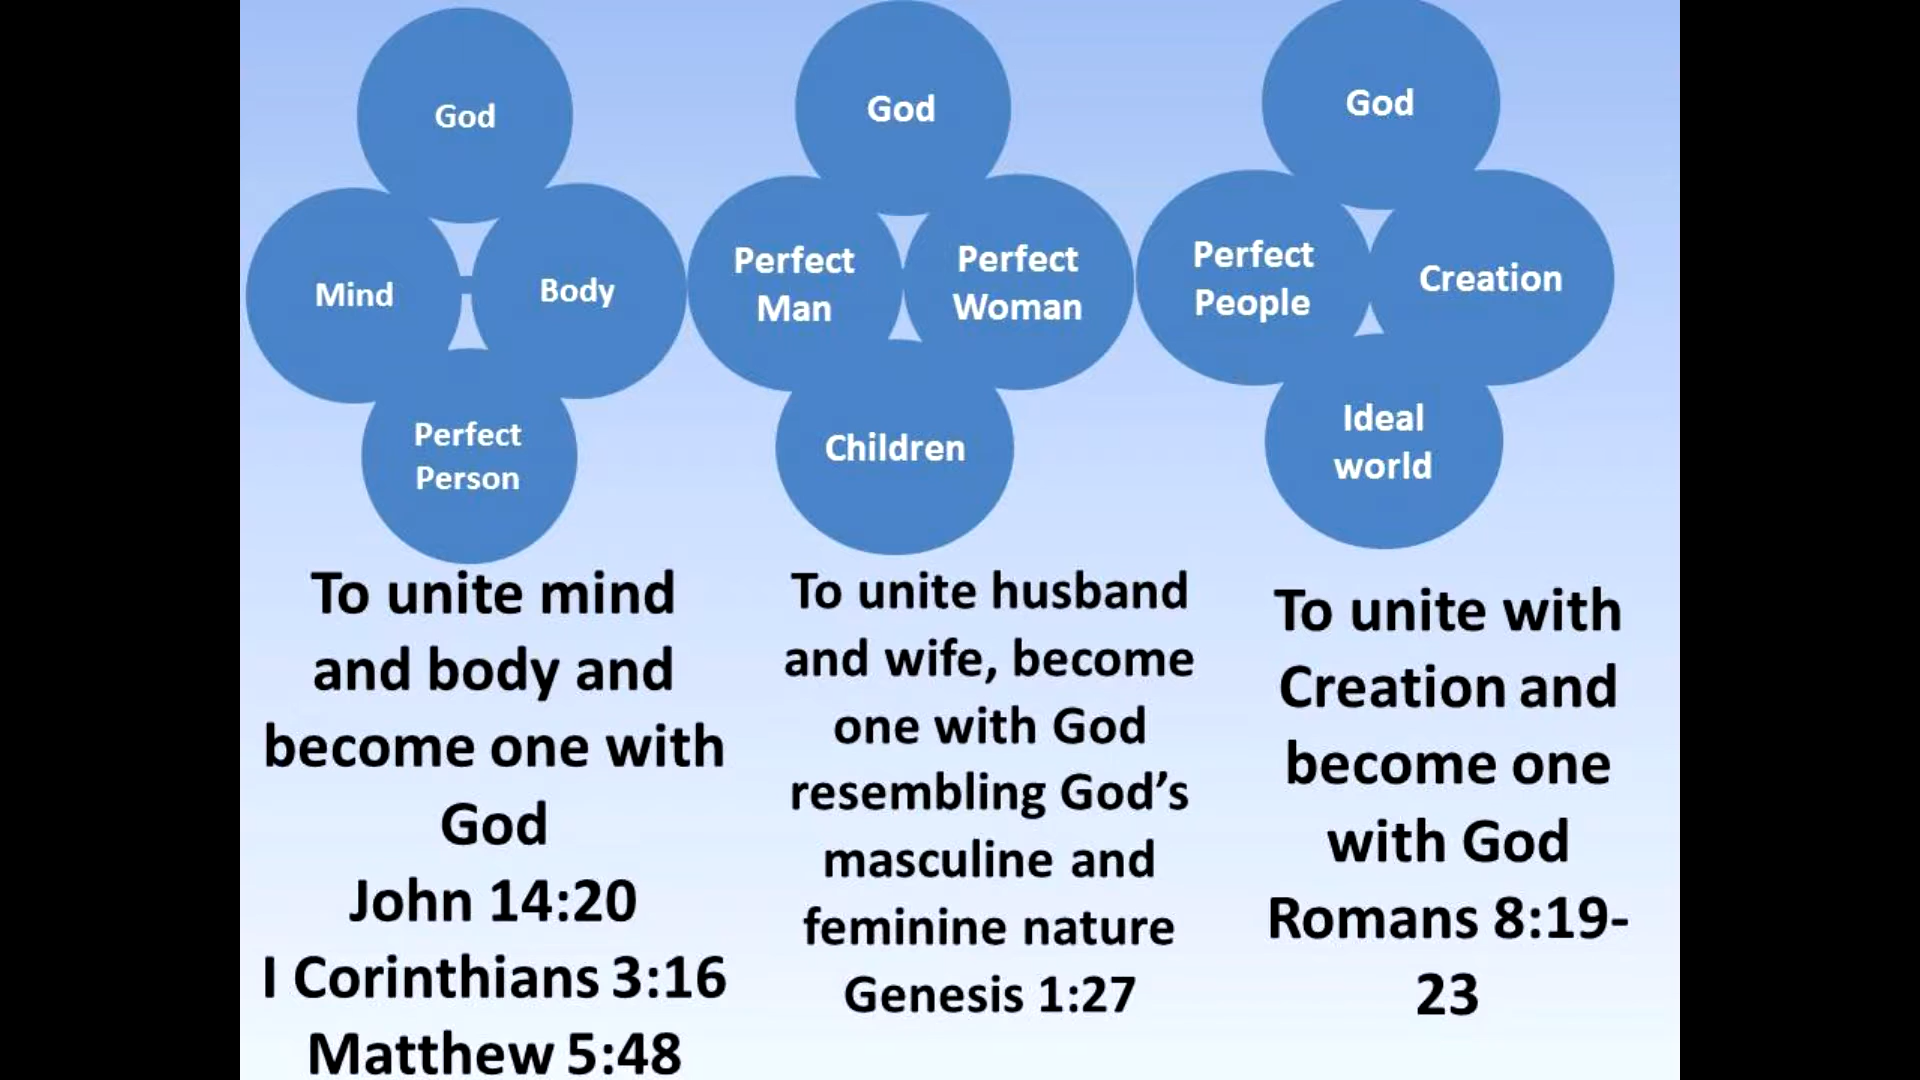 God
Mind
Body
Perfect
Person
To unite mind
and body and
become one with
God
John 14:20
I Corinthians 3:16
Matthew 5:48
God
Perfect
Man
Perfect
Woman
Children
To unite husband
and wife, become
one with God
resembling God’s
masculine and
feminine nature
Genesis 1:27
God
Perfect
People
Creation
Ideal
world
To unite with
Creation and
become one
with God
Romans 8:19-
23